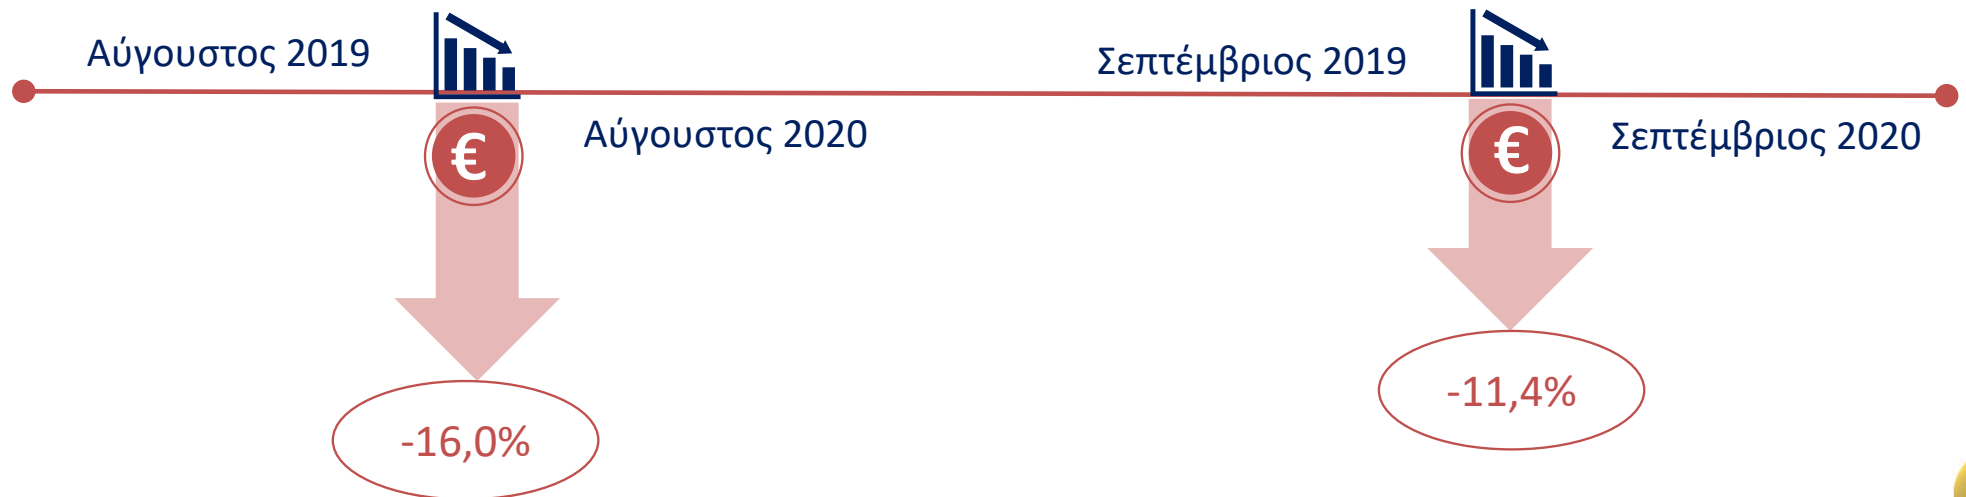 Αύγουστος 2019
Αύγουστος 2020
€
-16,0%
Σεπτέμβριος 2019
Σεπτέμβριος 2020
€
-11,4%